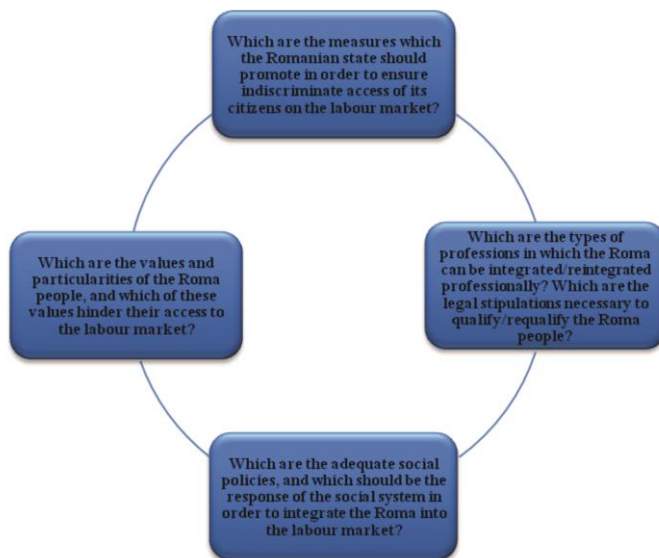 Which are the measures which
the Romanian state should
promote in order to ensure
indiscriminate access of its
citizens on the labour market?
Which are the types of
professions in which the Roma
can be integrated/reintegrated
professionally? Which are the
legal stipulations necessary to
qualify/requalify the Roma
people?
Which are the values and
particularities of the Roma
people, and which of these
values hinder their access to
the labour market?
Which are the adequate social
policies, and which should be the
response of the social system in
order to integrate the Roma into
the labour market?